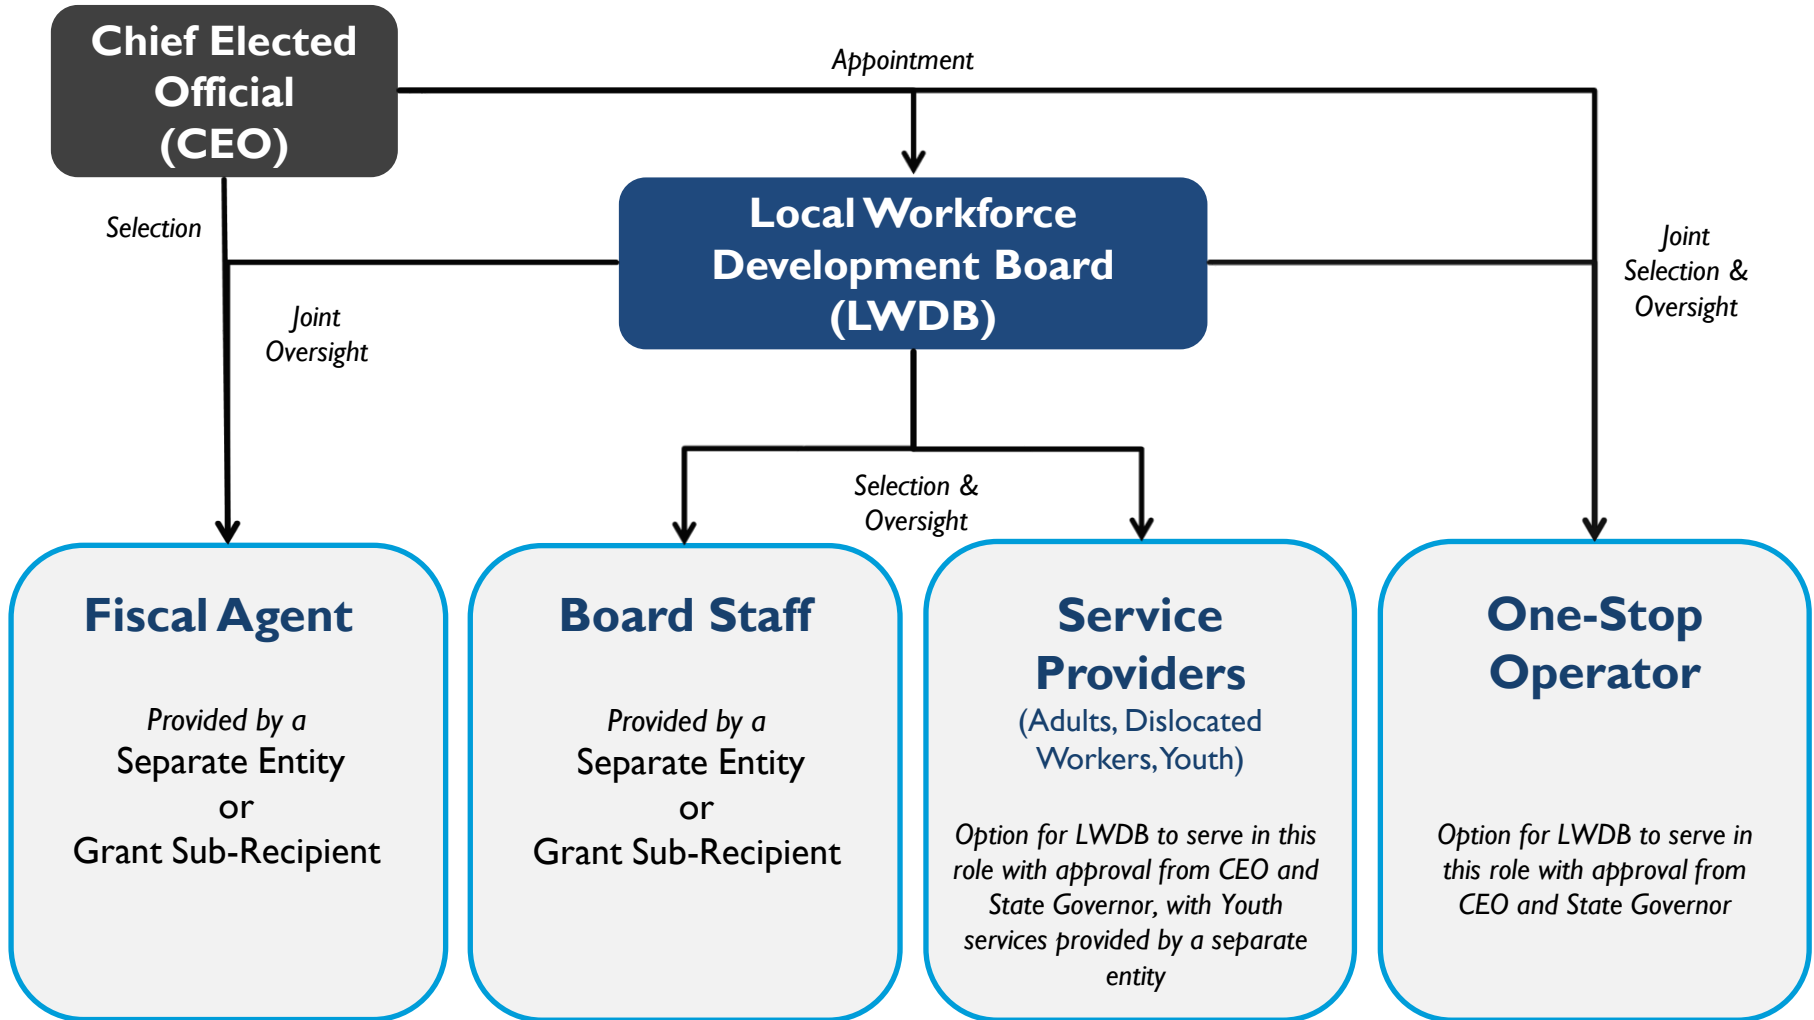 Chief Elected
Official
(CEO)
Appointment
Selection
Local Workforce
Development Board
(LWDB)
Joint
Selection &
Oversight
Joint
Oversight
Selection &
Oversight
Fiscal Agent
Provided by a
Separate Entity
or
Grant Sub-Recipient
Board Staff
Provided by a
Separate Entity
or
Grant Sub-Recipient
Service
Providers
(Adults, Dislocated
Workers, Youth)
Option for LWDB to serve in this
role with approval from CEO and
State Governor, with Youth
services provided by a separate
entity
One-Stop
Operator
Option for LWDB to serve in
this role with approval from
CEO and State Governor